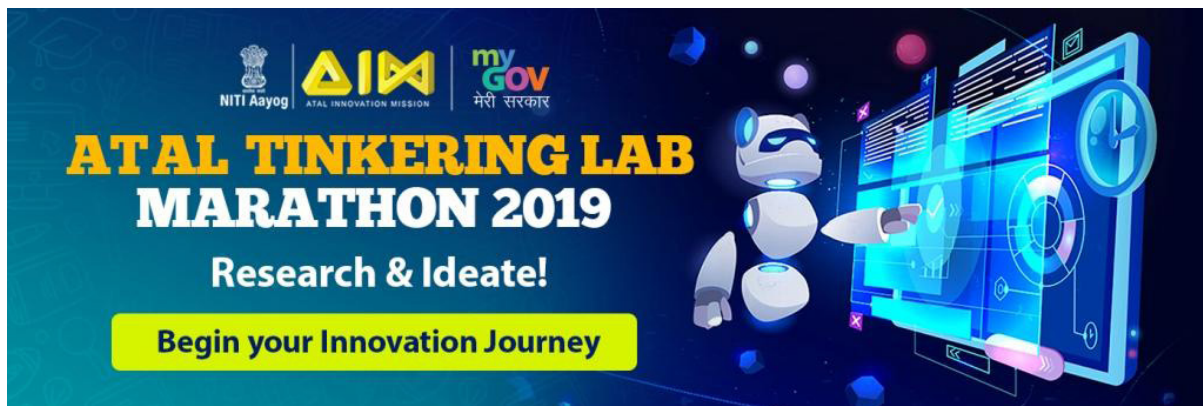 NITI Aayog
ATAL INNOVATION MISSION
my
GOV
मेरी सरकार
ATAL TINKERING LAB
MARATHON 2019
Research & Ideate!
Begin your Innovation Journey